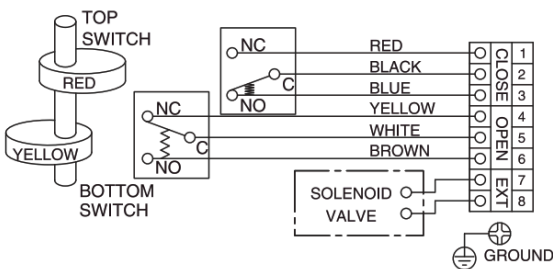 TOP
SWITCH
RED
YELLOW
BOTTOM
SWITCH
NC
C
NO
NC
C
NO
RED
BLACK
BLUE
YELLOW
WHITE
BROWN
SOLENOID
VALVE
CLOSE
OPEN
EXT
1
2
3
4
5
6
7
8
GROUND